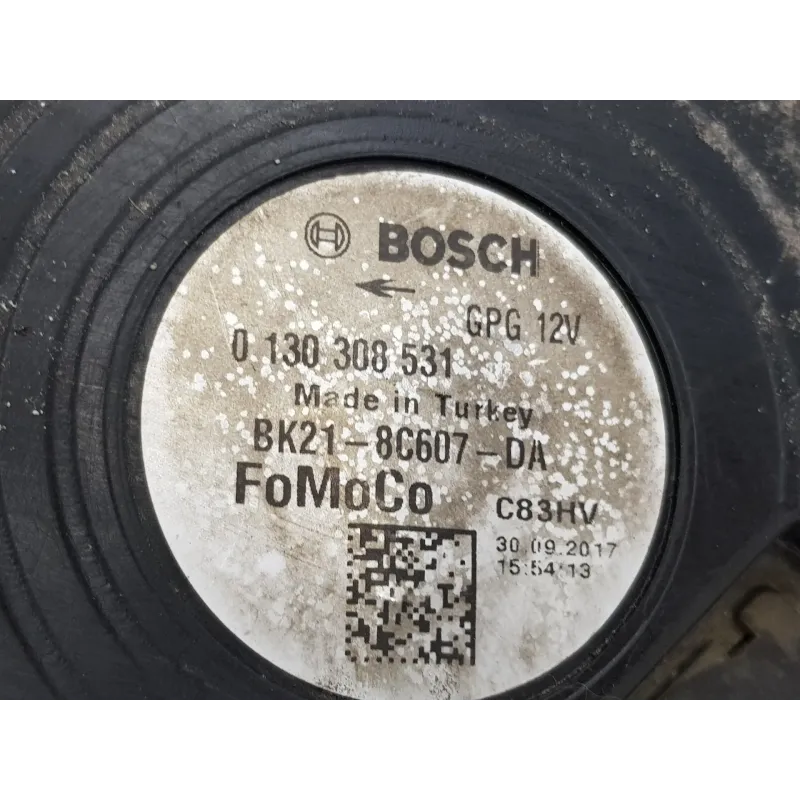 BOSCH
GPG 12V
0 130 308 531
Made in Turkey
BK21-8C607-DA
FoMoCo
C83HV
30.09.2017
15:54:13